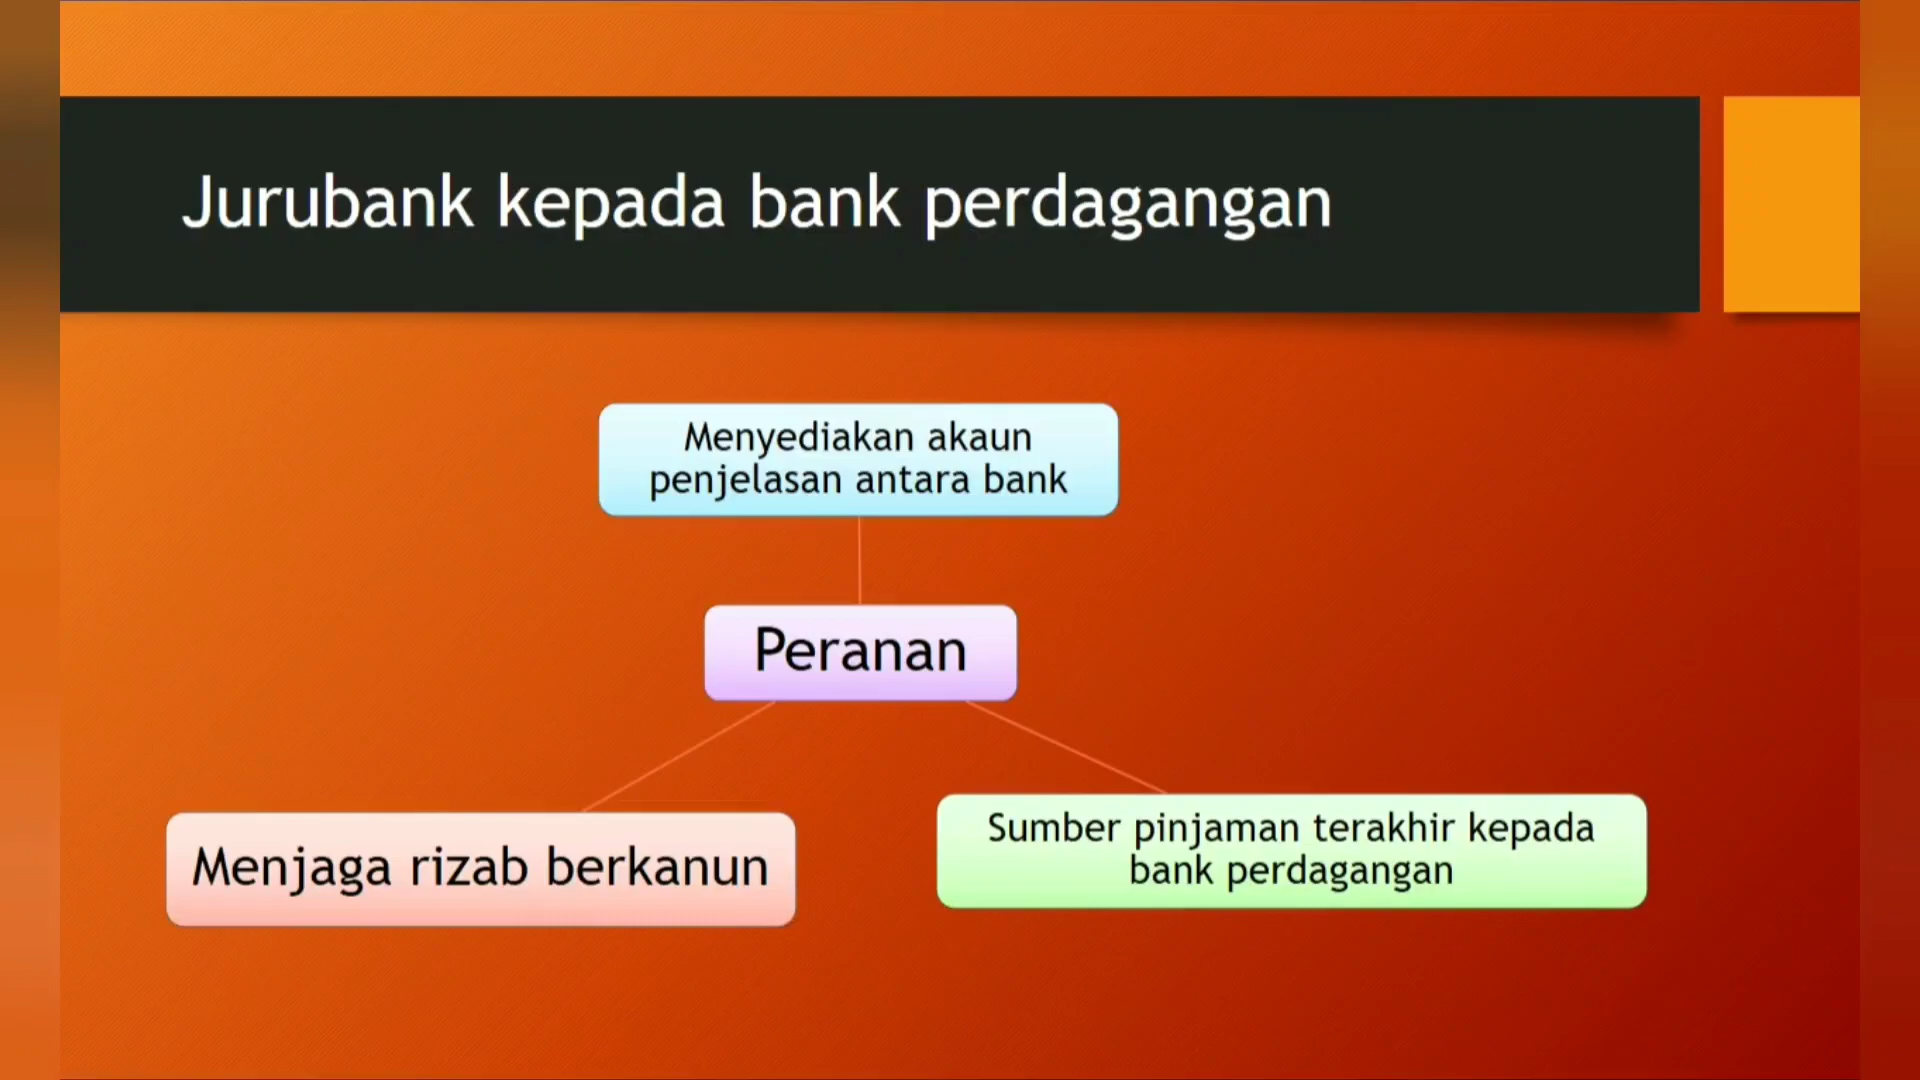 Jurubank kepada bank perdagangan
Menyediakan akaun
penjelasan antara bank
Peranan
Menjaga rizab berkanun
Sumber pinjaman terakhir kepada
bank perdagangan